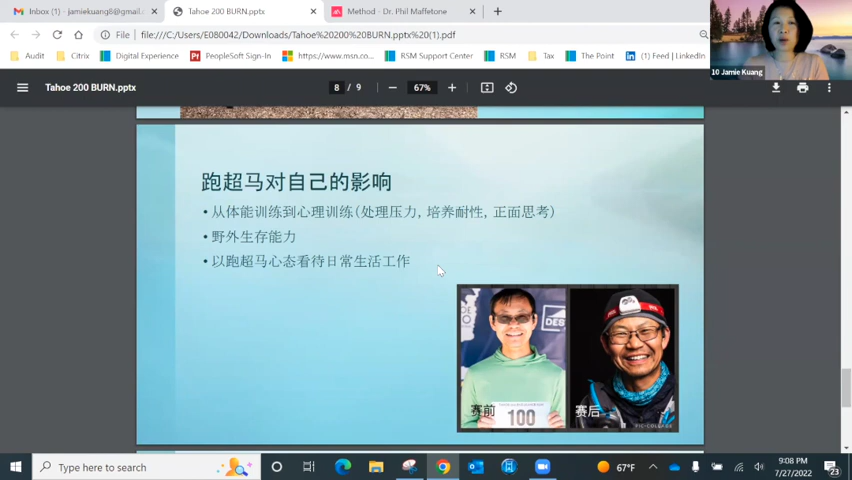 Inbox (1) - jamiekuang8@gmail.c
Tahoe 200 BURN.pptx
Method - Dr. Phil Maffetone
File
file:///C:/Users/E080042/Downloads/Tahoe%20200%20BURN.pptx%20(1).pdf
Audit
Citrix
Digital Experience
PeopleSoft Sign-In
https://www.msn.co...
RSM Support Center
RSM
Tax
The Point
(1) Feed | LinkedIn
10 Jamie Kuang
Tahoe 200 BURN.pptx
8 / 9
67%
跑超马对自己的影响
• 从体能训练到心理训练(处理压力, 培养耐性, 正面思考)
• 野外生存能力
• 以跑超马心态看待日常生活工作
100
赛前
赛后
PIC-COLLAGE
Type here to search
67°F
9:08 PM
7/27/2022
23